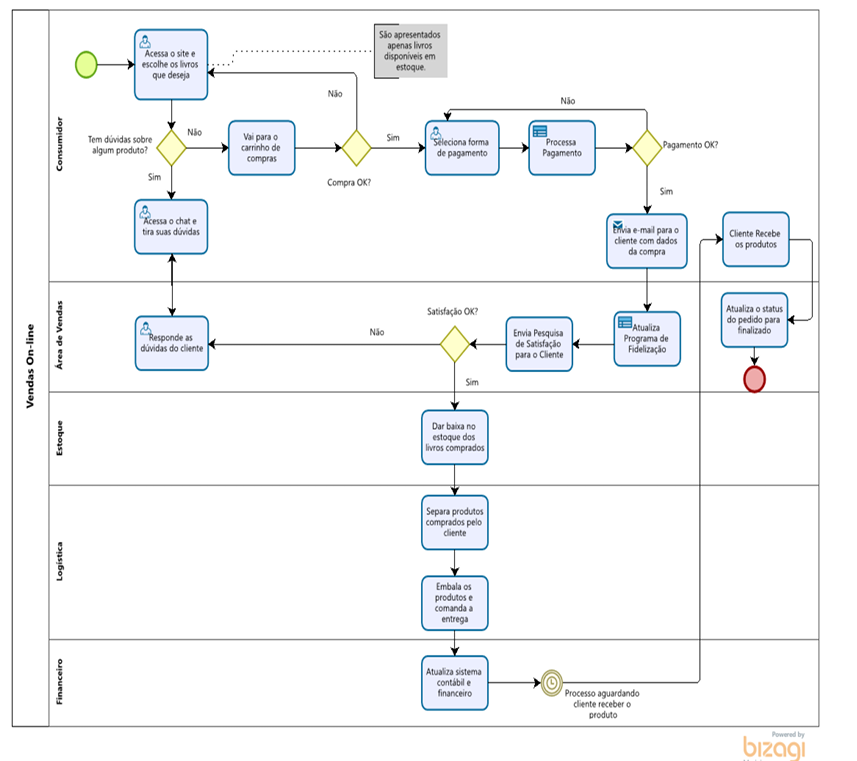 Vendas On-line
Consumidor
Acessa o site e
escolhe os livros
que deseja
São apresentados
apenas livros
disponíveis em
estoque.
Não
Tem dúvidas sobre
algum produto?
Não
Vai para o
carrinho de
compras
Compra OK?
Sim
Seleciona forma
de pagamento
Processa
Pagamento
Não
Pagamento OK?
Sim
Sim
Acessa o chat e
tira suas dúvidas
Envia e-mail para o
cliente com dados
da compra
Cliente Recebe
os produtos
Área de Vendas
Responde as
dúvidas do cliente
Não
Satisfação OK?
Envia Pesquisa
de Satisfação
para o Cliente
Atualiza
Programa de
Fidelização
Atualiza o status
do pedido para
finalizado
Sim
Estoque
Dar baixa no
estoque dos
livros comprados
Logística
Separa produtos
comprados pelo
cliente
Embala os
produtos e
comanda a
entrega
Financeiro
Atualiza sistema
contábil e
financeiro
Processo aguardando
cliente receber o
produto
Powered by
bizagi